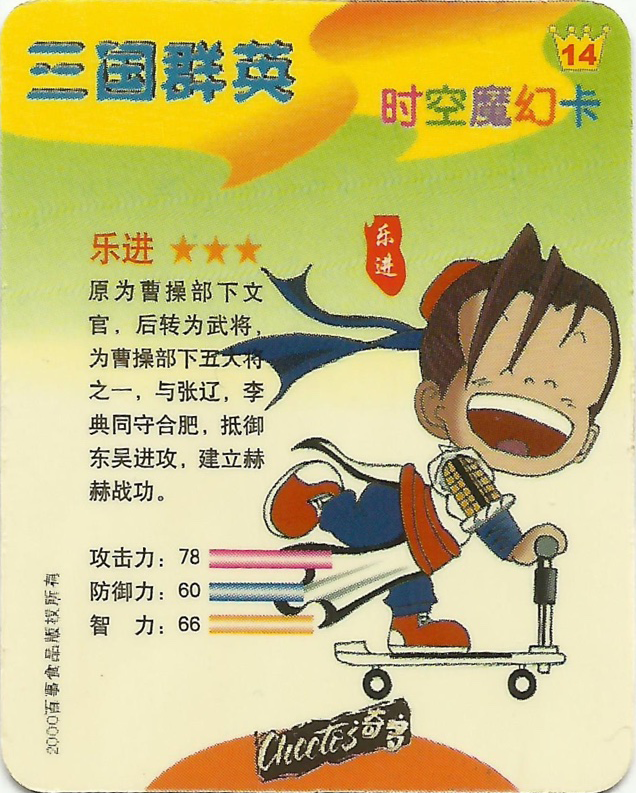 三国群英
14
时空魔幻卡
乐进 ★★★
乐进
原为曹操部下文
官，后转为武将，
为曹操部下五大将
之一，与张辽，李
典同守合肥，抵御
东吴进攻，建立赫
赫战功。
攻击力：78
防御力：60
智　力：66
2000百事食品版权所有
Cheetos奇多